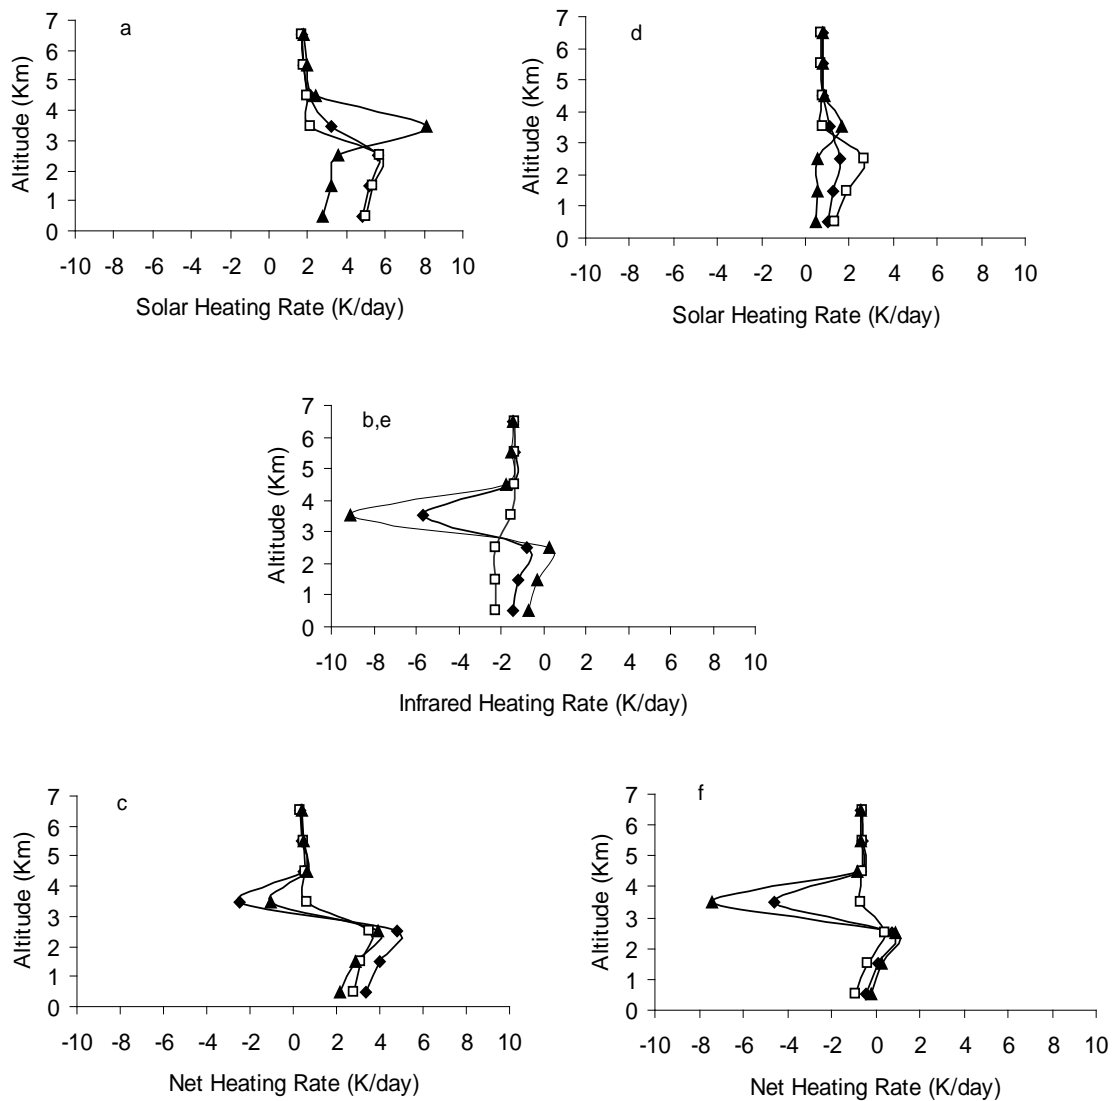 a
7
6
5
4
3
2
1
0
Altitude (Km)
-10 -8 -6 -4 -2 0 2 4 6 8 10
Solar Heating Rate (K/day)
d
7
6
5
4
3
2
1
0
Altitude (Km)
-10 -8 -6 -4 -2 0 2 4 6 8 10
Solar Heating Rate (K/day)
b,e
7
6
5
4
3
2
1
0
Altitude (Km)
-10 -8 -6 -4 -2 0 2 4 6 8 10
Infrared Heating Rate (K/day)
c
7
6
5
4
3
2
1
0
Altitude (Km)
-10 -8 -6 -4 -2 0 2 4 6 8 10
Net Heating Rate (K/day)
f
7
6
5
4
3
2
1
0
Altitude (Km)
-10 -8 -6 -4 -2 0 2 4 6 8 10
Net Heating Rate (K/day)